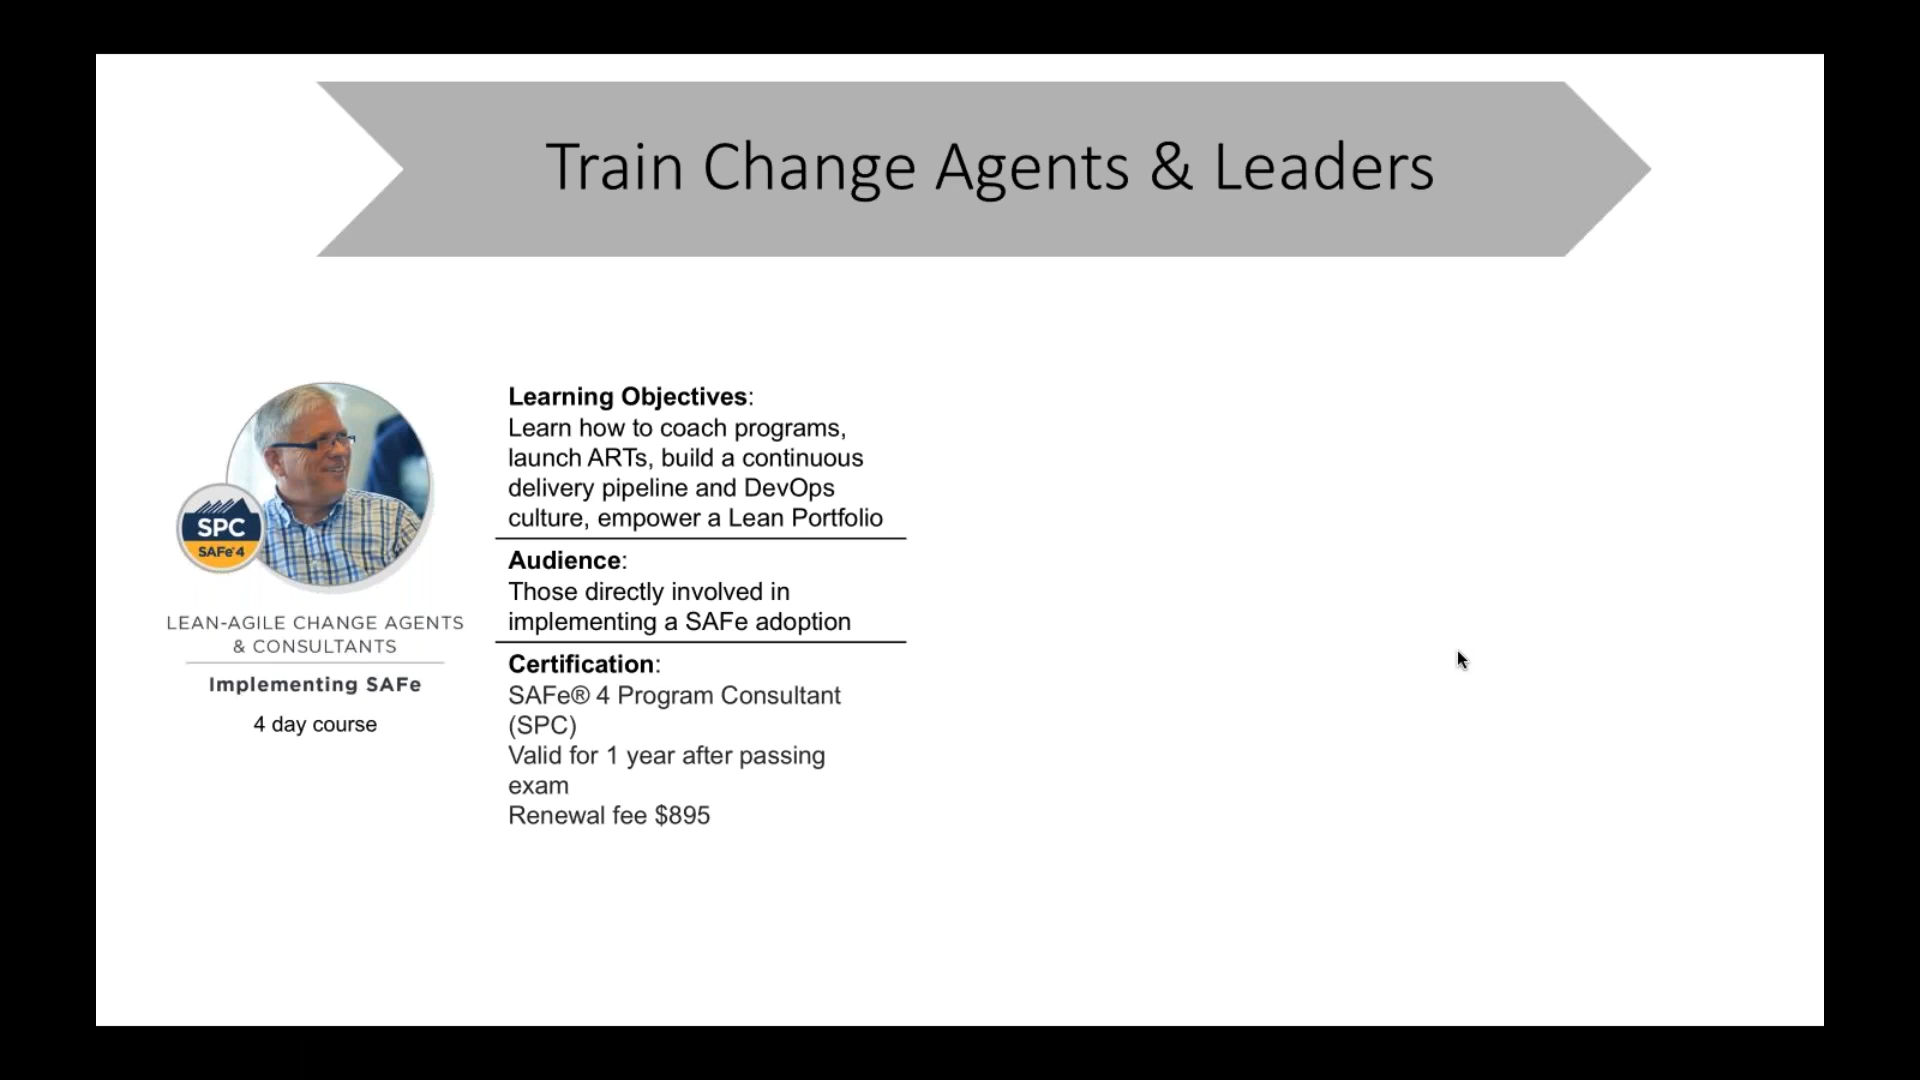 Train Change Agents & Leaders
SPC
SAFe®4
LEAN-AGILE CHANGE AGENTS
& CONSULTANTS
Implementing SAFe
4 day course
Learning Objectives:
Learn how to coach programs,
launch ARTs, build a continuous
delivery pipeline and DevOps
culture, empower a Lean Portfolio
Audience:
Those directly involved in
implementing a SAFe adoption
Certification:
SAFe® 4 Program Consultant
(SPC)
Valid for 1 year after passing
exam
Renewal fee $895